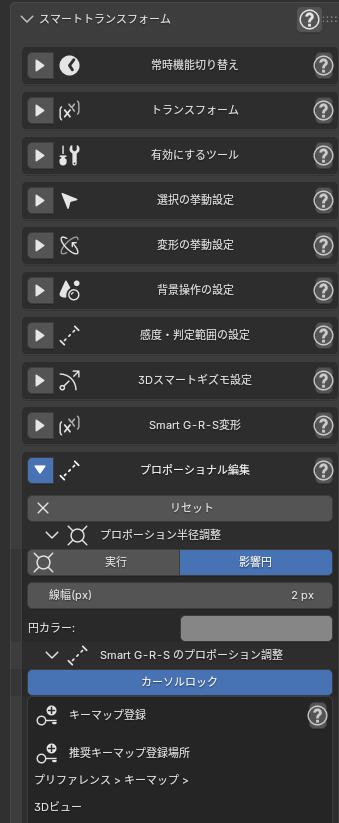 スマートトランスフォーム
常時機能切り替え
トランスフォーム
有効にするツール
選択の挙動設定
変形の挙動設定
背景操作の設定
感度・判定範囲の設定
3Dスマートギズモ設定
Smart G-R-S変形
プロポーショナル編集
リセット
プロポーション半径調整
実行 影響円
線幅(px) 2 px
円カラー:
Smart G-R-S のプロポーション調整
カーソルロック
キーマップ登録
推奨キーマップ登録場所
プリファレンス > キーマップ >
3Dビュー